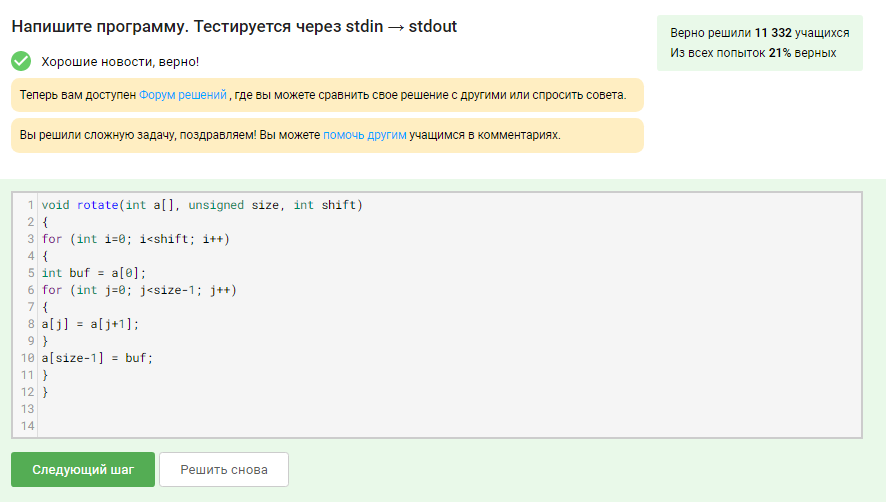 Напишите программу. Тестируется через stdin → stdout
Верно решили 11 332 учащихся
Из всех попыток 21% верных
Хорошие новости, верно!
Теперь вам доступен Форум решений , где вы можете сравнить свое решение с другими или спросить совета.
Вы решили сложную задачу, поздравляем! Вы можете помочь другим учащимся в комментариях.
1 void rotate(int a[], unsigned size, int shift)
2 {
3 for (int i=0; i<shift; i++)
4 {
5 int buf = a[0];
6 for (int j=0; j<size-1; j++)
7 {
8 a[j] = a[j+1];
9 }
10 a[size-1] = buf;
11 }
12 }
13
14
Следующий шаг
Решить снова